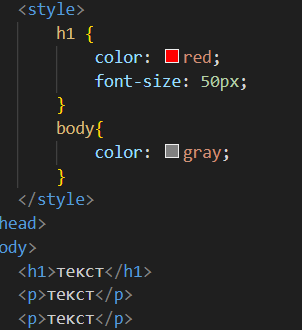 <style>
h1 {
color: red;
font-size: 50px;
}
body{
color: gray;
}
</style>
head>
ody>
<h1>текст</h1>
<p>текст</p>
<p>текст</p>